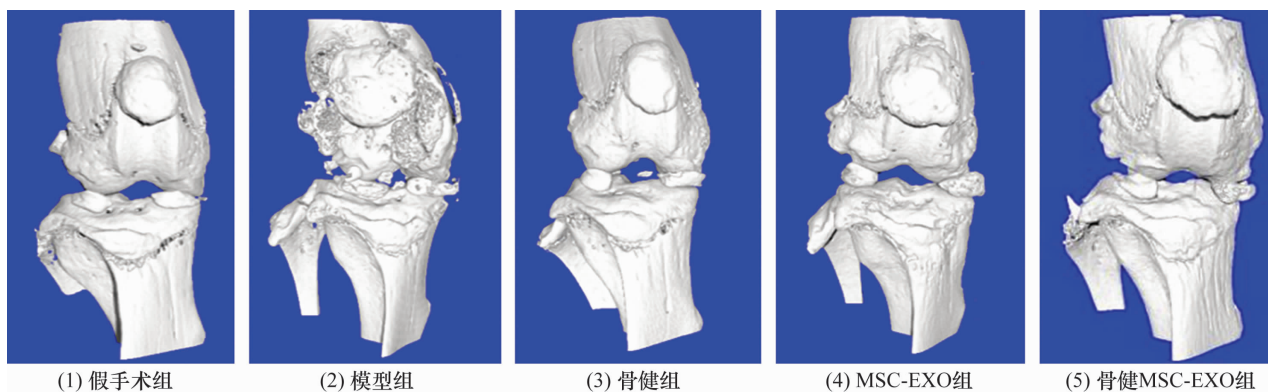 (1) 假手术组
(2) 模型组
(3) 骨健组
(4) MSC-EXO组
(5) 骨健MSC-EXO组